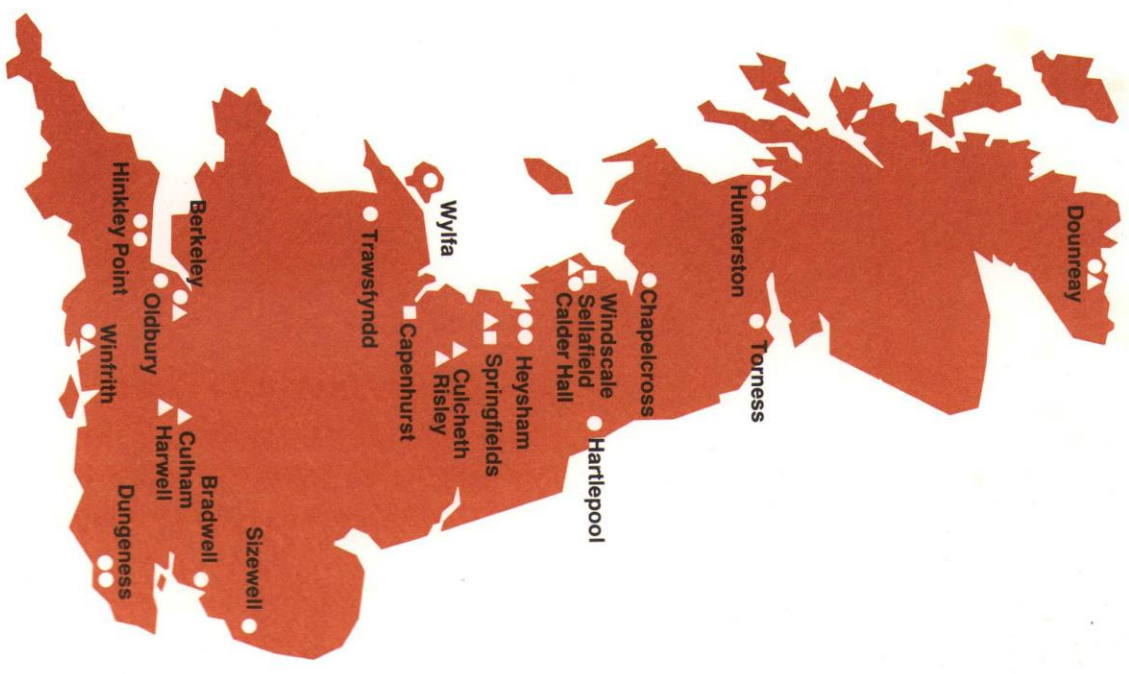 Dounreay
Hunterston
Torness
Chapelcross
Windscale
Sellafield
Calder Hall
Hartlepool
Heysham
Springfields
Culcheth
Risley
Capenhurst
Wylfa
Trawsfyndd
Sizewell
Bradwell
Berkeley
Culham
Harwell
Oldbury
Hinkley Point
Dungeness
Winfrith